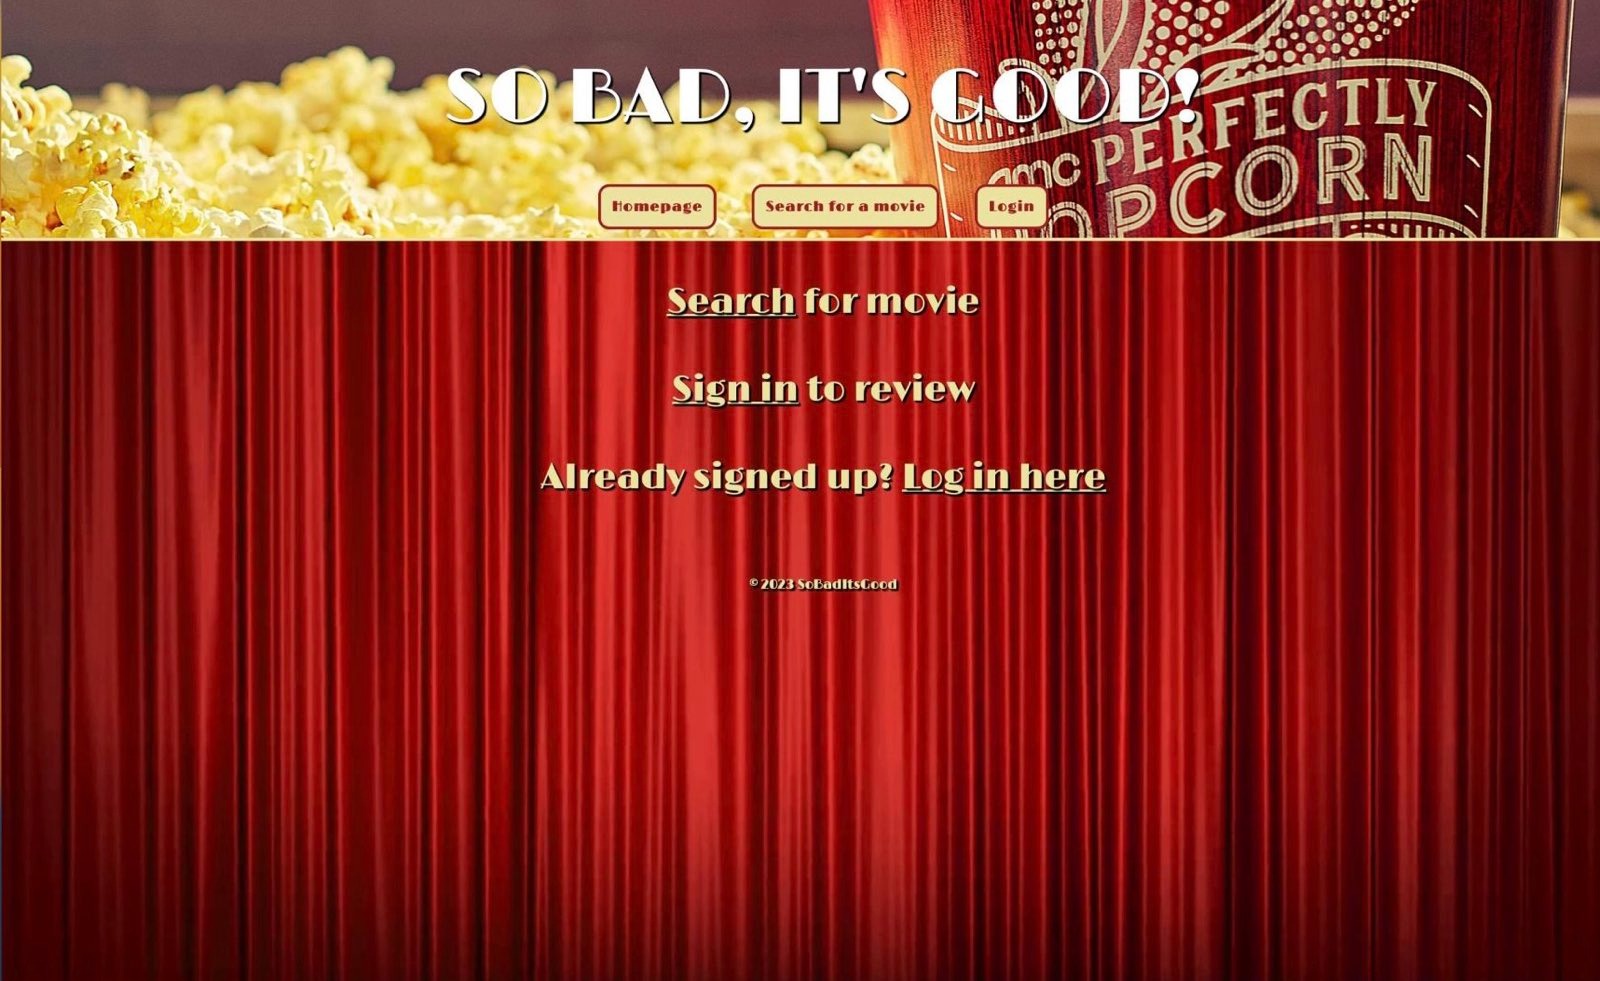 SO BAD, IT'S GOOD!
amc PERFECTLY
POPCORN
Homepage
Search for a movie
Login
Search for movie
Sign in to review
Already signed up? Log in here
© 2023 SoBadItsGood